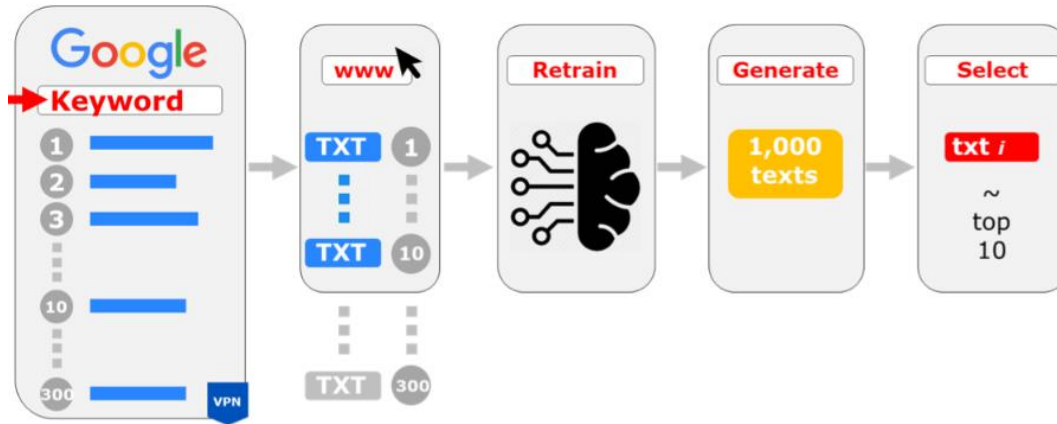 Google
Keyword
1
2
3
10
300
VPN
www
TXT 1
TXT 10
TXT 300
Retrain
Generate
1,000
texts
Select
txt i
~
top
10